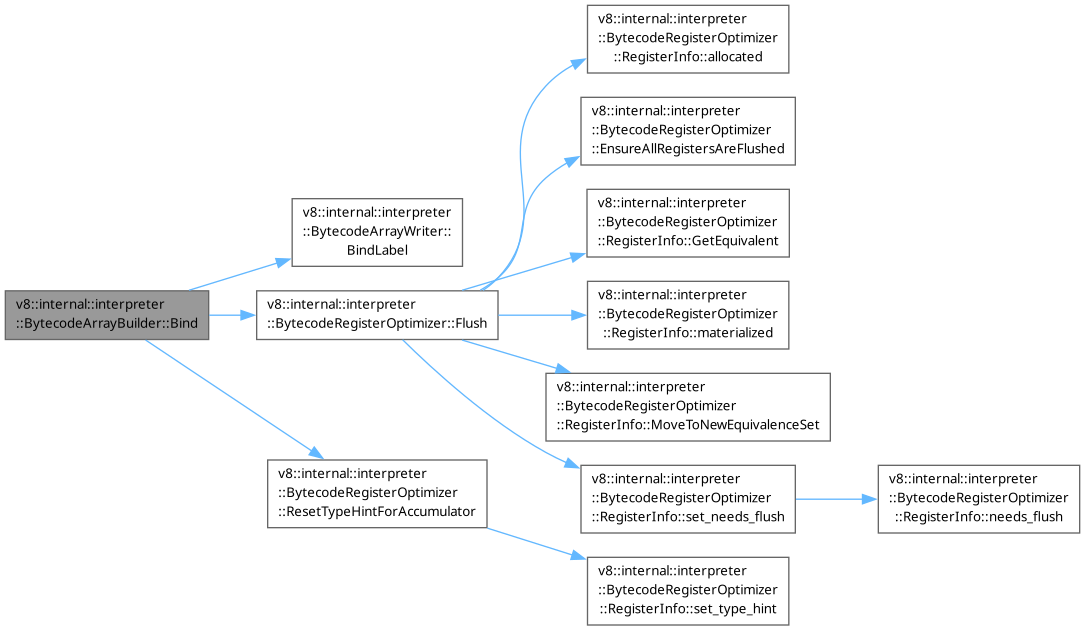 v8::internal::interpreter
::BytecodeArrayBuilder::Bind
v8::internal::interpreter
::BytecodeArrayWriter::
BindLabel
v8::internal::interpreter
::BytecodeRegisterOptimizer::Flush
v8::internal::interpreter
::BytecodeRegisterOptimizer
::ResetTypeHintForAccumulator
v8::internal::interpreter
::BytecodeRegisterOptimizer
::RegisterInfo::allocated
v8::internal::interpreter
::BytecodeRegisterOptimizer
::EnsureAllRegistersAreFlushed
v8::internal::interpreter
::BytecodeRegisterOptimizer
::RegisterInfo::GetEquivalent
v8::internal::interpreter
::BytecodeRegisterOptimizer
::RegisterInfo::materialized
v8::internal::interpreter
::BytecodeRegisterOptimizer
::RegisterInfo::MoveToNewEquivalenceSet
v8::internal::interpreter
::BytecodeRegisterOptimizer
::RegisterInfo::set_needs_flush
v8::internal::interpreter
::BytecodeRegisterOptimizer
::RegisterInfo::needs_flush
v8::internal::interpreter
::BytecodeRegisterOptimizer
::RegisterInfo::set_type_hint